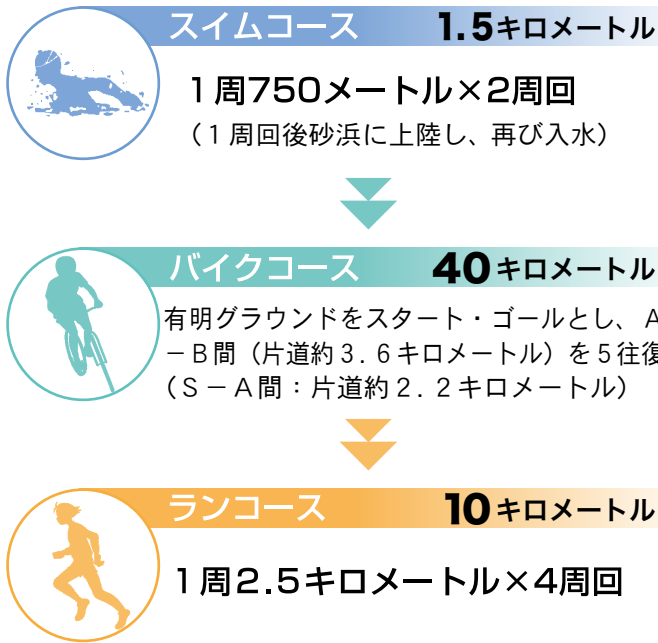 スイムコース 1.5キロメートル
１周750メートル×2周回
（１周回後砂浜に上陸し、再び入水）
バイクコース 40キロメートル
有明グラウンドをスタート・ゴールとし、A
－B間（片道約３.６キロメートル）を５往復
（S－A間：片道約２.２キロメートル）
ランコース 10キロメートル
１周2.5キロメートル×4周回